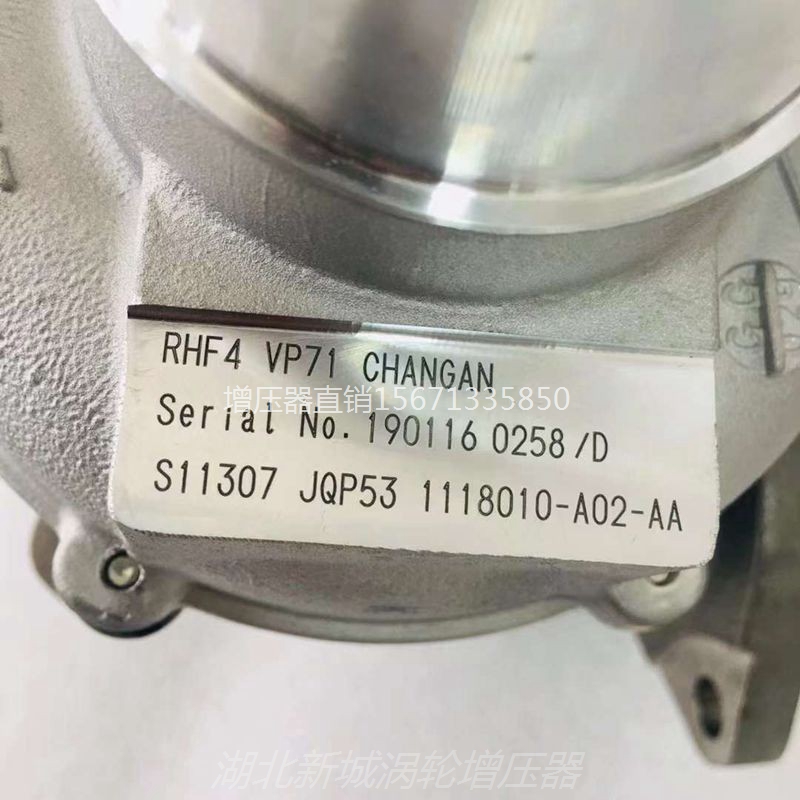 RHF4 VP71 CHANGAN
增压器直销15671335850
Serial No. 190116 0258/D
S11307 JQP53 1118010-A02-AA
湖北新城涡轮增压器